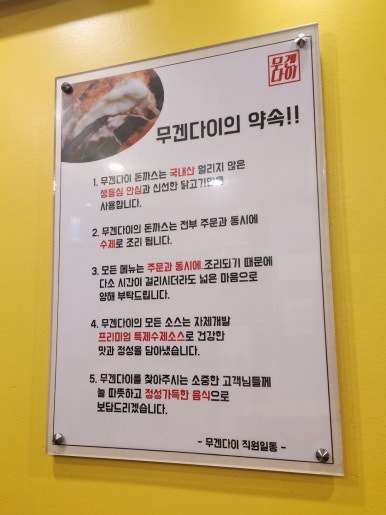 무겐
다이
무겐다이의 약속!!
1. 무겐다이 돈까스는 국내산 얼리지 않은
생등심 안심과 신선한 닭고기만을
사용합니다.
2. 무겐다이의 돈까스는 전부 주문과 동시에
수제로 조리 됩니다.
3. 모든 메뉴는 주문과 동시에 조리되기 때문에
다소 시간이 걸리시더라도 넓은 마음으로
양해 부탁드립니다.
4. 무겐다이의 모든 소스는 자체개발
프리미엄 특제수제소스로 건강한
맛과 정성을 담아냈습니다.
5. 무겐다이를 찾아주시는 소중한 고객님들께
늘 따뜻하고 정성가득한 음식으로
보답드리겠습니다.
- 무겐다이 직원일동 -